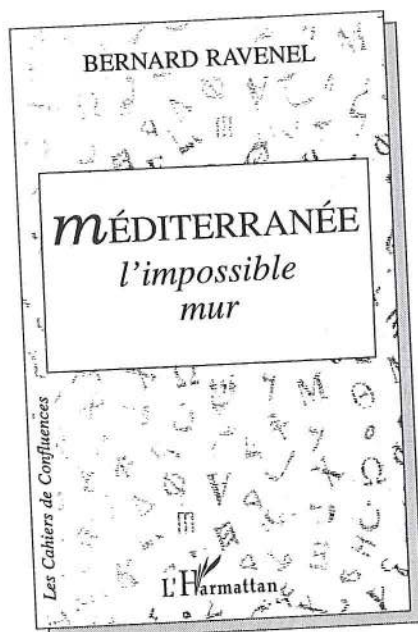 BERNARD RAVENEL
MÉDITERRANÉE
l'impossible
mur
Les Cahiers de Confluences
L'Harmattan